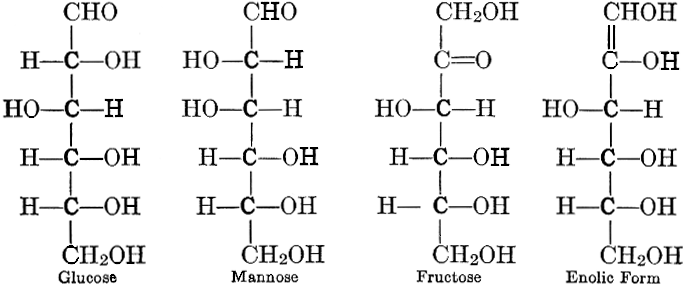 CHO CHO CH₂OH CHOH
H—C—OH HO—C—H C=O C—OH
HO—C—H HO—C—H HO—C—H HO—C—H
H—C—OH H—C—OH H—C—OH H—C—OH
H—C—OH H—C—OH H—C—OH H—C—OH
CH₂OH CH₂OH CH₂OH CH₂OH
Glucose Mannose Fructose Enolic Form